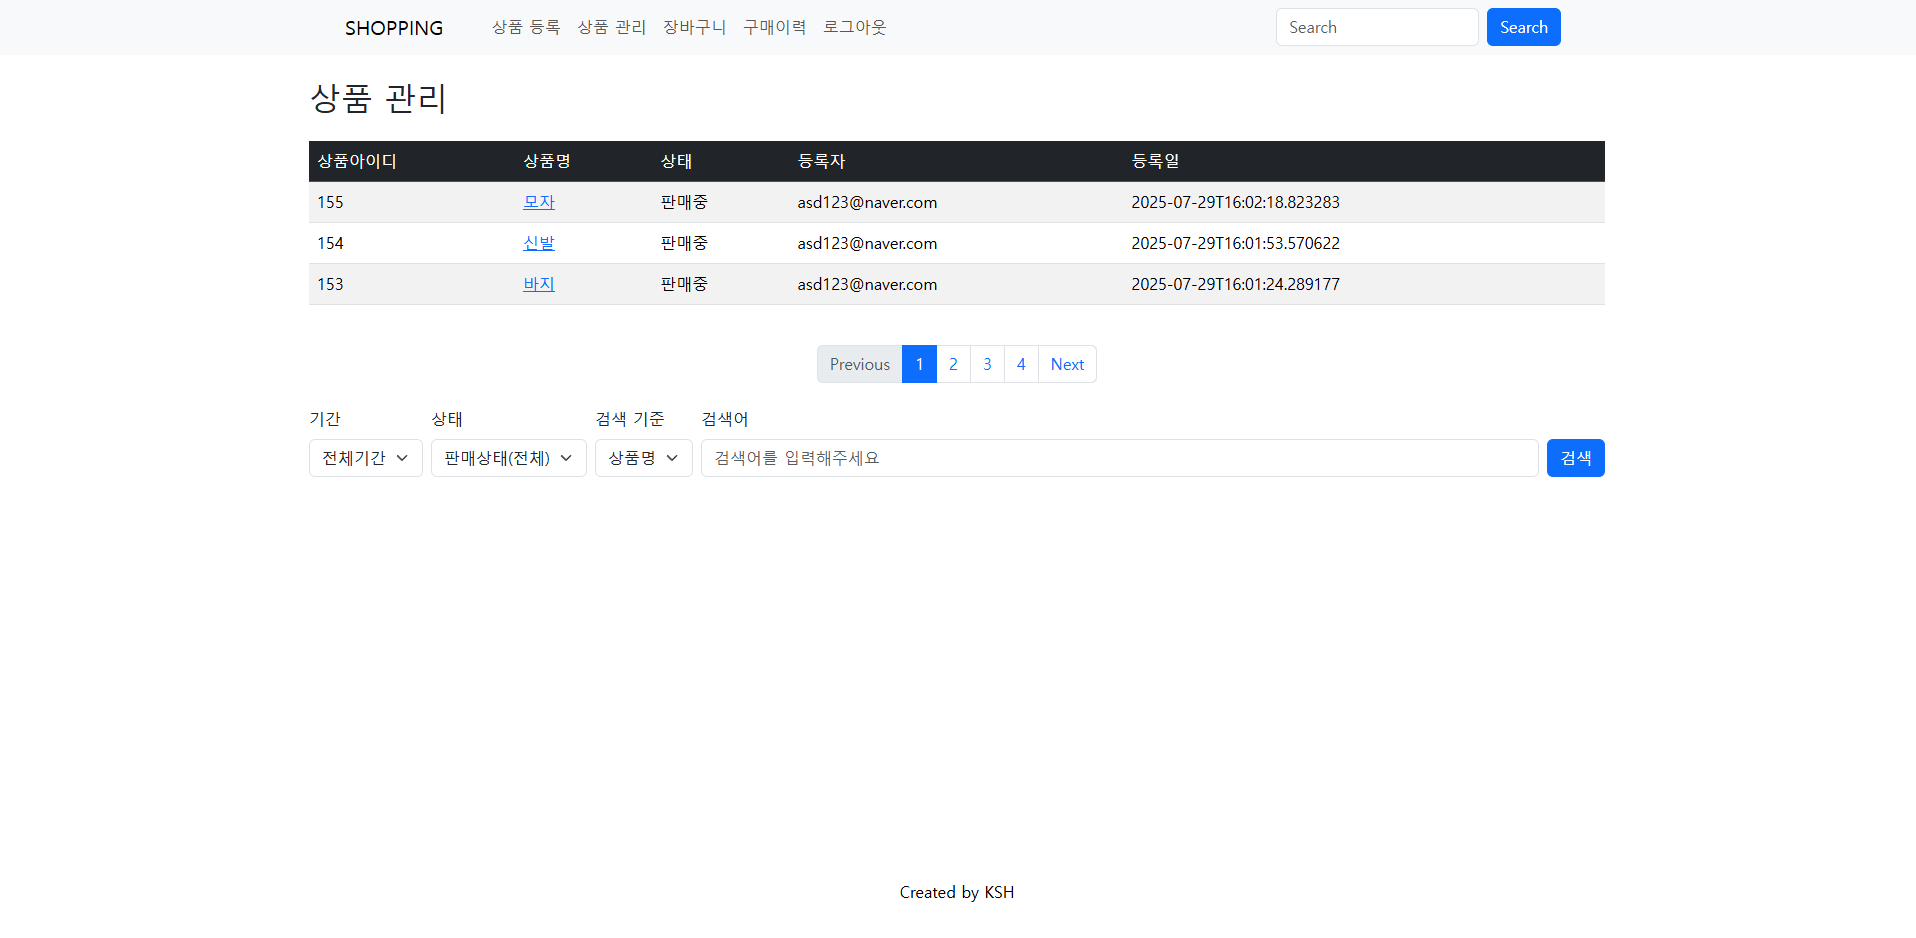 SHOPPING 상품 등록 상품 관리 장바구니 구매이력 로그아웃 Search Search
상품 관리
상품아이디 상품명 상태 등록자 등록일
155 모자 판매중 asd123@naver.com 2025-07-29T16:02:18.823283
154 신발 판매중 asd123@naver.com 2025-07-29T16:01:53.570622
153 바지 판매중 asd123@naver.com 2025-07-29T16:01:24.289177
Previous 1 2 3 4 Next
기간 상태 검색 기준 검색어
전체기간 판매상태(전체) 상품명 검색어를 입력해주세요 검색
Created by KSH